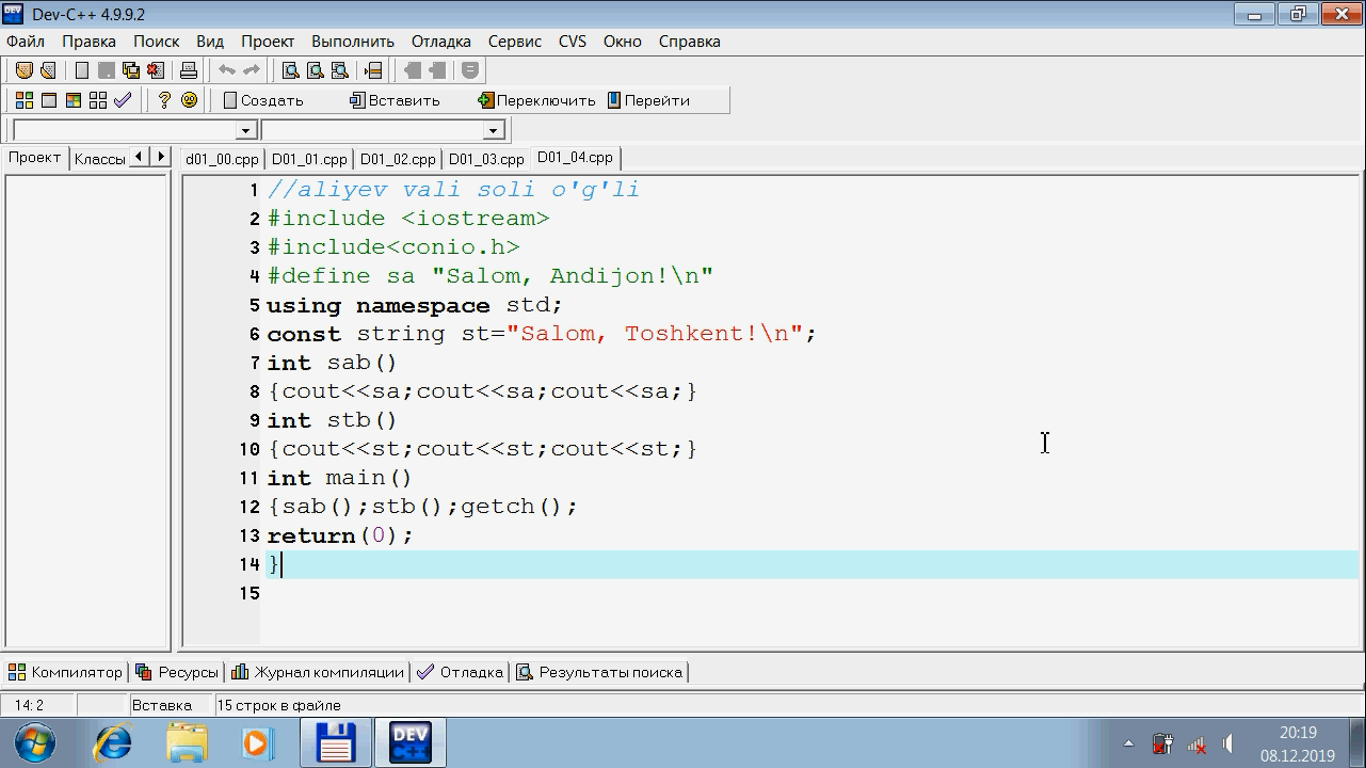 Dev-C++ 4.9.9.2
Файл Правка Поиск Вид Проект Выполнить Отладка Сервис CVS Окно Справка
Создать Вставить Переключить Перейти
Проект Классы d01_00.cpp D01_01.cpp D01_02.cpp D01_03.cpp D01_04.cpp
1 //aliyev vali soli o'g'li
2 #include <iostream>
3 #include<conio.h>
4 #define sa "Salom, Andijon!\n"
5 using namespace std;
6 const string st="Salom, Toshkent!\n";
7 int sab()
8 {cout<<sa;cout<<sa;cout<<sa;}
9 int stb()
10 {cout<<st;cout<<st;cout<<st;}
11 int main()
12 {sab();stb();getch();
13 return(0);
14 }
15
Компилятор Ресурсы Журнал компиляции Отладка Результаты поиска
14:2 Вставка 15 строк в файле
DEV C++
20:19
08.12.2019